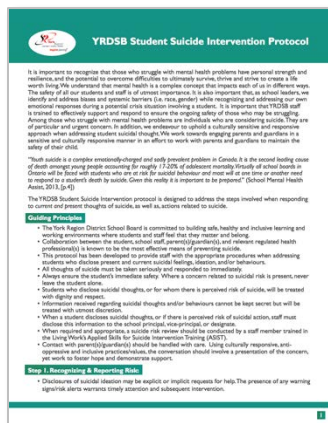 YRDSB Student Suicide Intervention Protocol
It is important to recognize that those who struggle with mental health problems have personal strength and
resilience, and the potential to overcome difficulties to ultimately survive, thrive and strive to create a life
worth living. We understand that mental health is a complex concept that impacts each of us in different ways.
The safety of all our students and staff is of utmost importance. It is also important that, as school leaders, we
identify and address biases and systemic barriers (i.e. race, gender) while recognizing and addressing our own
emotional responses during a potential crisis situation involving a student. It is important that YRDSB staff
is trained to effectively support and respond to ensure the ongoing safety of those who may be struggling.
Among those who struggle with mental health problems are individuals who may be considering suicide. They are
of particular and urgent concern. In addition, we endeavour to uphold a culturally sensitive and responsive
approach when addressing student suicidal thought. We work towards engaging parents and guardians in a
sensitive and culturally responsive manner in an effort to work with parents and guardians to maintain the
safety of their child.
"Youth suicide is a complex emotionally-charged and sadly prevalent problem in Canada. It is the second leading cause
of death amongst young people accounting for roughly 17-20% of adolescent mortality. Virtually all school boards in
Ontario will be faced with students who are at risk for suicidal behaviour and most will at one time or another need
to respond to a student's death by suicide. Given this reality it is important to be prepared." (School Mental Health
Assist, 2013, [p.4])
The YRDSB Student Suicide Intervention Protocol is designed to address the steps involved when responding
to current and present thoughts of suicide, as well as, actions related to suicide.
Guiding Principles
• The York Region District School Board is committed to building safe, healthy and inclusive learning and
working environments where students and staff feel that they matter and belong.
• Collaboration between the student, school staff, parent(s)/guardian(s), and relevant regulated health
professional(s) is known to be the most effective means of preventing suicide.
• This protocol has been developed to provide staff with the appropriate procedures when addressing
students who disclose present and current suicidal feelings, ideation, and/or behaviours.
• All thoughts of suicide must be taken seriously and responded to immediately.
• Always ensure the student's immediate safety. Where a concern related to suicidal risk is present, never
leave the student alone.
• Students who disclose suicidal thoughts, or for whom there is perceived risk of suicide, will be treated
with dignity and respect.
• Information received regarding suicidal thoughts and/or behaviours cannot be kept secret but will be
treated with utmost discretion.
• When a student discloses suicidal thoughts, or if there is perceived risk of suicidal action, staff must
disclose this information to the school principal, vice-principal, or designate.
• When required and appropriate, a suicide risk review should be conducted by a staff member trained in
the Living Work's Applied Skills for Suicide Intervention Training (ASIST).
• Contact with parent(s)/guardian(s) should be handled with care. Using culturally responsive, anti-
oppressive and inclusive practices/values, the conversation should involve a presentation of the concern,
yet work to foster hope and demonstrate support.
Step 1. Recognizing & Reporting Risk:
• Disclosures of suicidal ideation may be explicit or implicit requests for help. The presence of any warning
signs/risk alerts warrants timely attention and subsequent intervention.
1